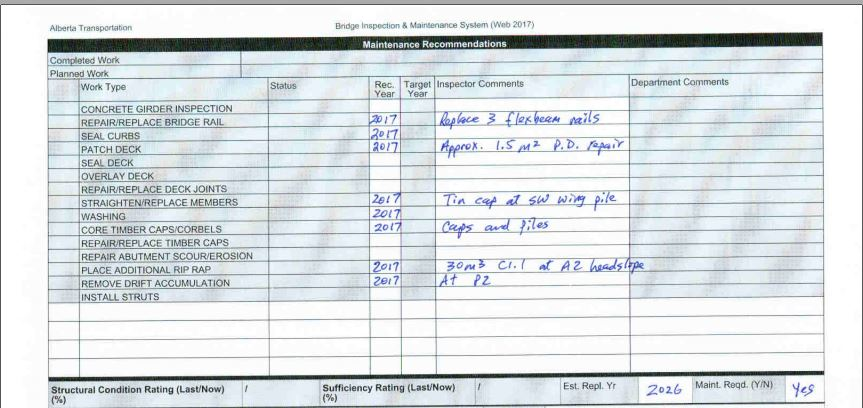 Alberta Transportation Bridge Inspection & Maintenance System (Web 2017)
Maintenance Recommendations
Completed Work
Planned Work
Work Type Status Rec. Year Target Year Inspector Comments Department Comments
CONCRETE GIRDER INSPECTION
REPAIR/REPLACE BRIDGE RAIL 2017 Replace 3 flexbeam rails
SEAL CURBS 2017
PATCH DECK 2017 Approx. 1.5 m² P.D. repair
SEAL DECK
OVERLAY DECK
REPAIR/REPLACE DECK JOINTS
STRAIGHTEN/REPLACE MEMBERS 2017 Tin cap at SW wing pile
WASHING 2017
CORE TIMBER CAPS/CORBELS 2017 Caps and piles
REPAIR/REPLACE TIMBER CAPS
REPAIR ABUTMENT SCOUR/EROSION
PLACE ADDITIONAL RIP RAP 2017 30m3 Cl.1 at A2 headslope
REMOVE DRIFT ACCUMULATION 2017 At P2
INSTALL STRUTS
Structural Condition Rating (Last/Now) (%) / Sufficiency Rating (Last/Now) (%) / Est. Repl. Yr 2026 Maint. Reqd. (Y/N) Yes